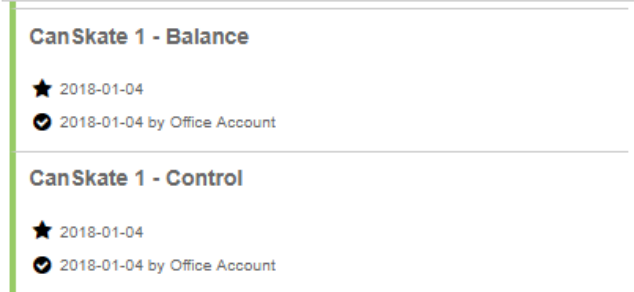 CanSkate 1 - Balance
2018-01-04
2018-01-04 by Office Account
CanSkate 1 - Control
2018-01-04
2018-01-04 by Office Account